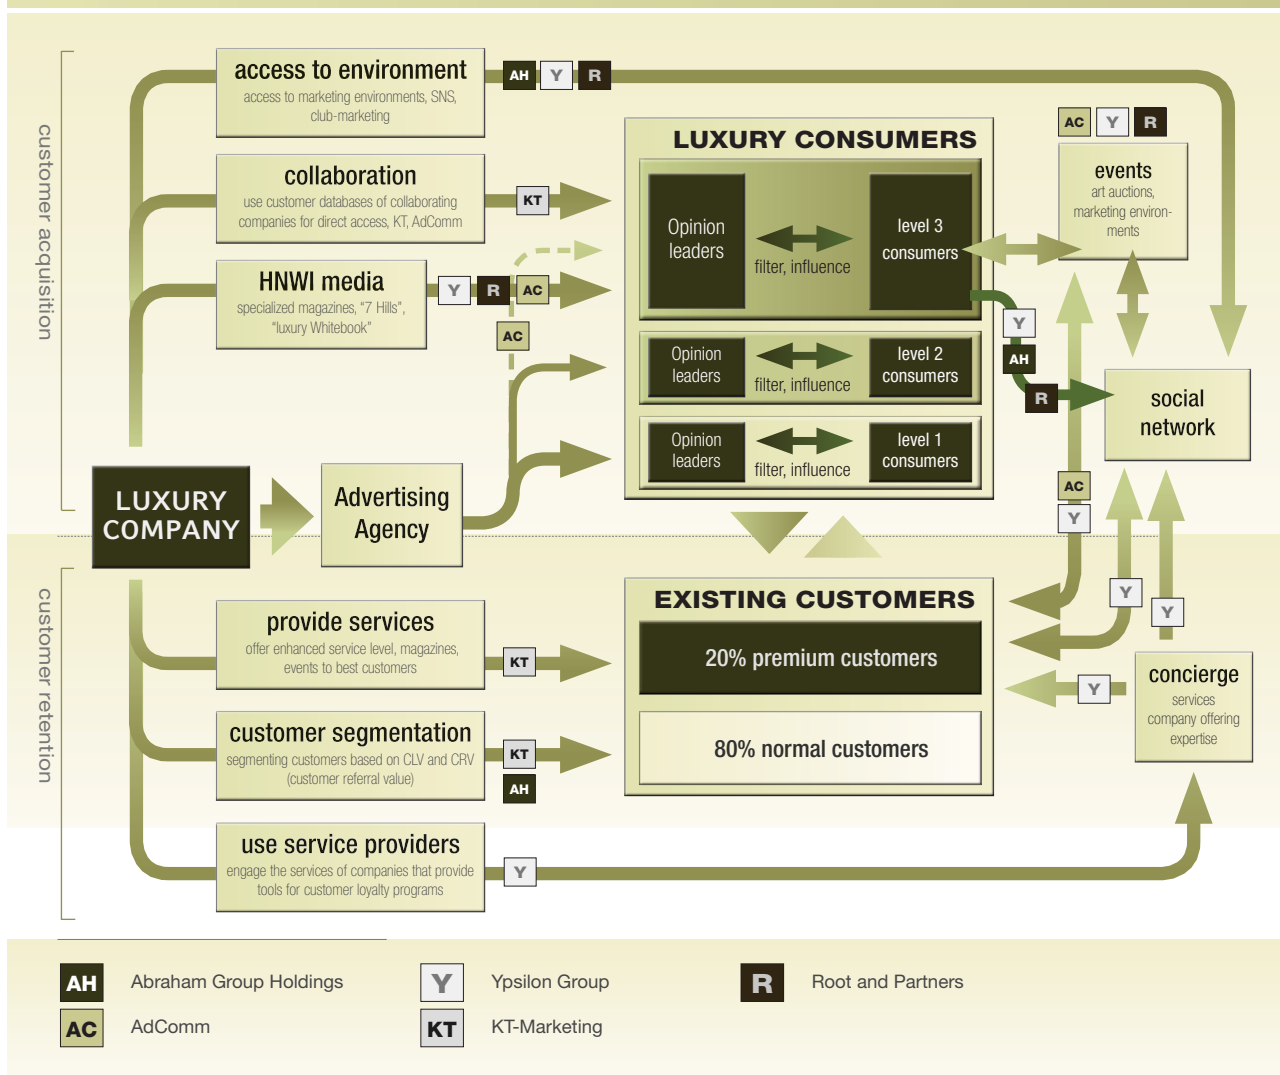 customer acquisition
access to environment
access to marketing environments, SNS,
club-marketing
AH
Y
R
collaboration
use customer databases of collaborating
companies for direct access, KT, AdComm
KT
HNWI media
specialized magazines, “7 Hills”,
“luxury Whitebook”
Y
R
AC
AC
LUXURY CONSUMERS
Opinion
leaders
filter, influence
level 3
consumers
Opinion
leaders
filter, influence
level 2
consumers
Opinion
leaders
filter, influence
level 1
consumers
AC
Y
R
events
art auctions,
marketing environ-
ments
Y
AH
R
social
network
LUXURY
COMPANY
Advertising
Agency
AC
Y
customer retention
provide services
offer enhanced service level, magazines,
events to best customers
KT
customer segmentation
segmenting customers based on CLV and CRV
(customer referral value)
KT
AH
use service providers
engage the services of companies that provide
tools for customer loyalty programs
Y
EXISTING CUSTOMERS
20% premium customers
80% normal customers
Y
Y
Y
concierge
services
company offering
expertise
AH
Abraham Group Holdings
Y
Ypsilon Group
R
Root and Partners
AC
AdComm
KT
KT-Marketing